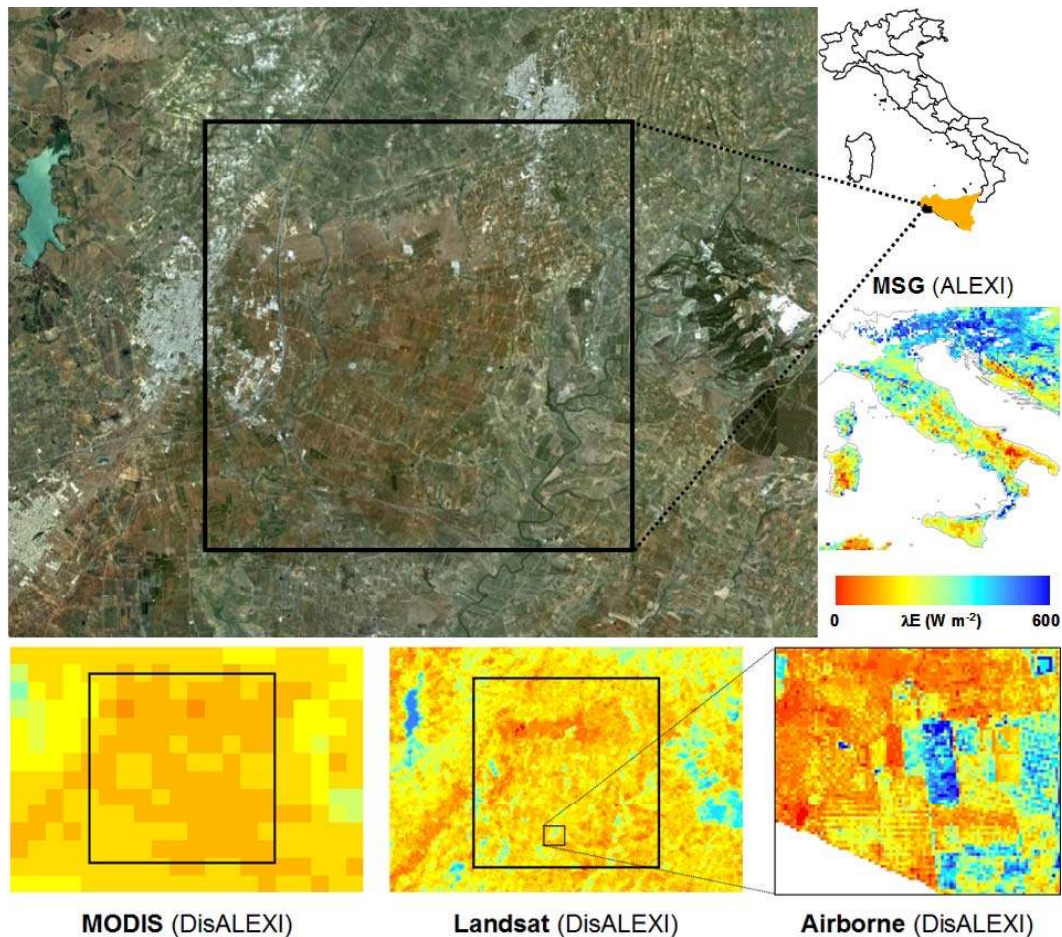 MSG (ALEXI)
0 λE (W m⁻²) 600
MODIS (DisALEXI)
Landsat (DisALEXI)
Airborne (DisALEXI)